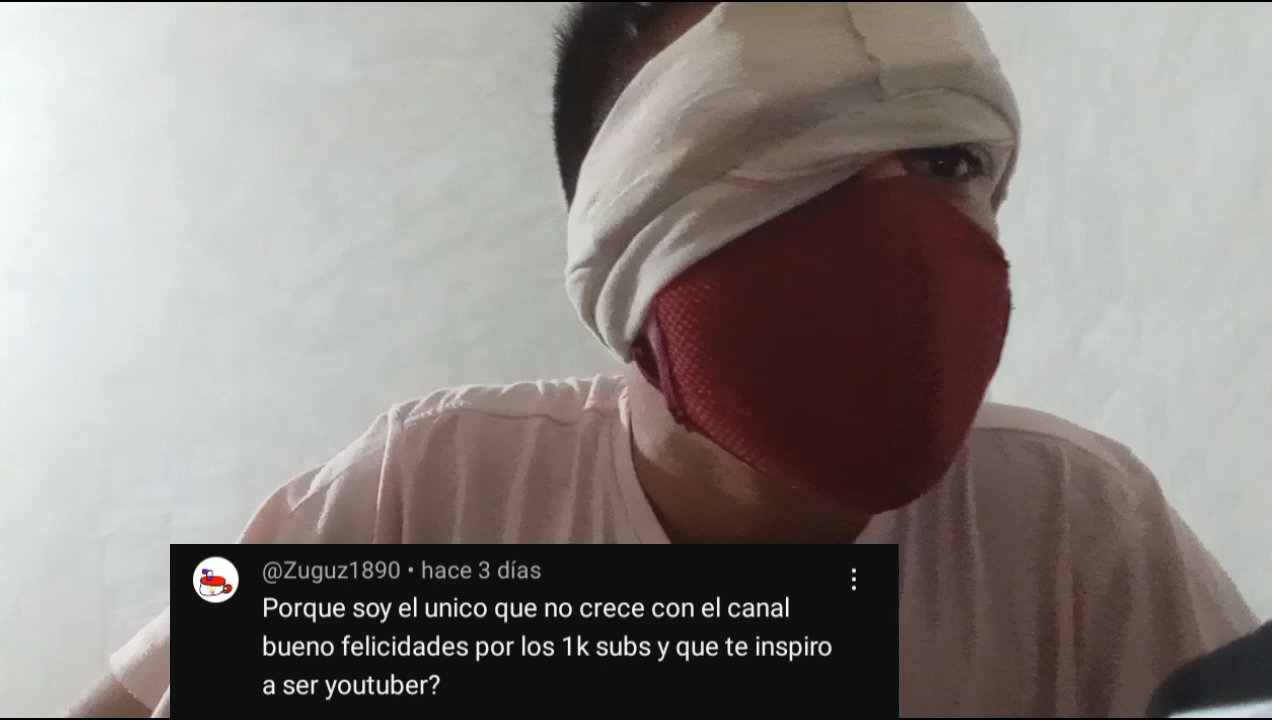 @Zuguz1890 • hace 3 días
Porque soy el unico que no crece con el canal
bueno felicidades por los 1k subs y que te inspiro
a ser youtuber?